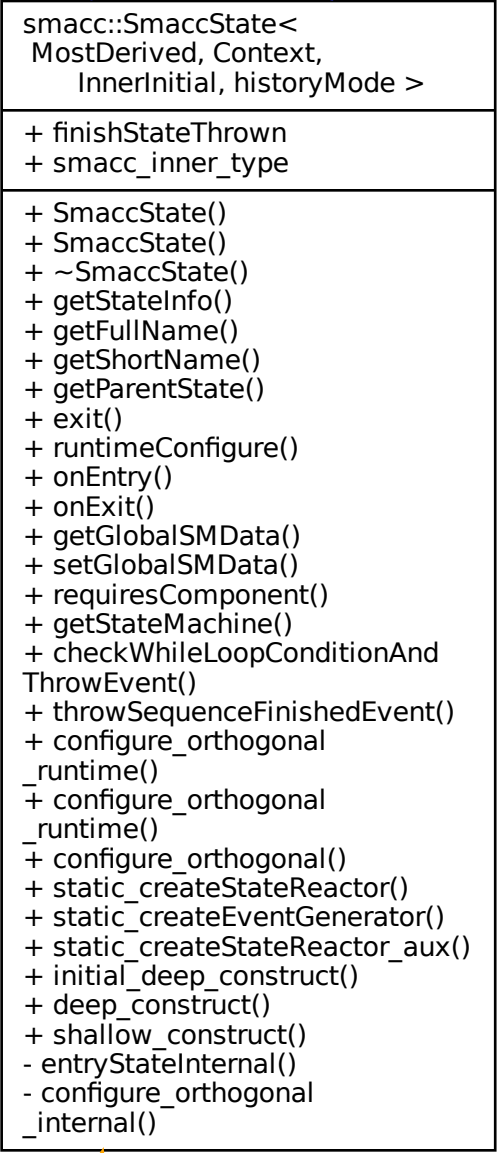 smacc::SmaccState<
MostDerived, Context,
InnerInitial, historyMode >
+ finishStateThrown
+ smacc_inner_type
+ SmaccState()
+ SmaccState()
+ ~SmaccState()
+ getStateInfo()
+ getFullName()
+ getShortName()
+ getParentState()
+ exit()
+ runtimeConfigure()
+ onEntry()
+ onExit()
+ getGlobalSMData()
+ setGlobalSMData()
+ requiresComponent()
+ getStateMachine()
+ checkWhileLoopConditionAnd
ThrowEvent()
+ throwSequenceFinishedEvent()
+ configure_orthogonal
_runtime()
+ configure_orthogonal
_runtime()
+ configure_orthogonal()
+ static_createStateReactor()
+ static_createEventGenerator()
+ static_createStateReactor_aux()
+ initial_deep_construct()
+ deep_construct()
+ shallow_construct()
- entryStateInternal()
- configure_orthogonal
_internal()